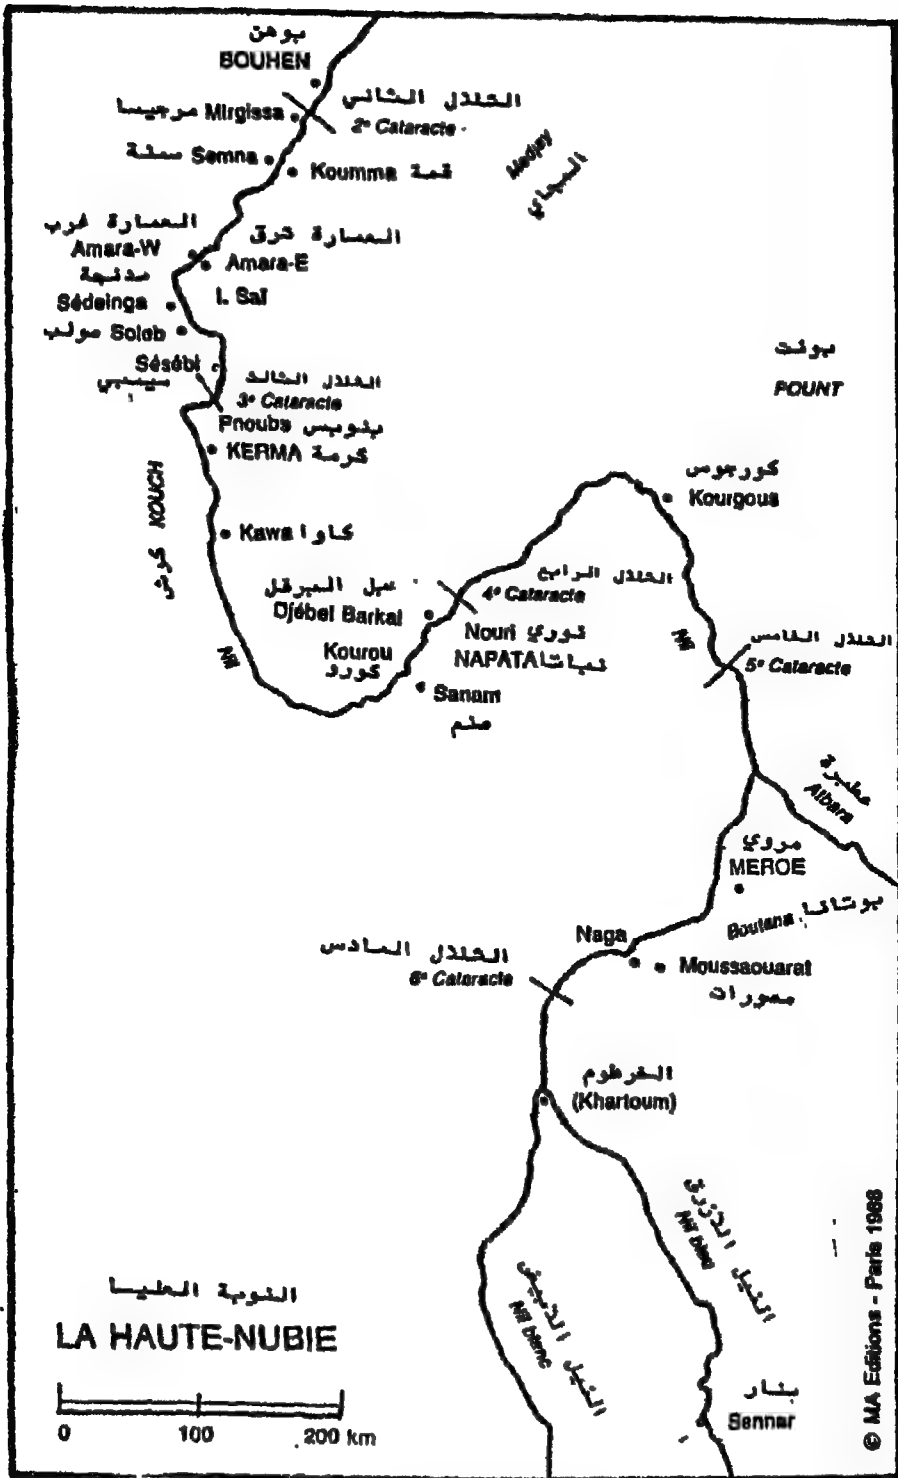 بوهن
BOUHEN
الشلال الثاني
2e Cataracte
مرجيسا Mirgissa
سمنة Semna
Koumma قمة
Medjay
البجاي
العمارة غرب
Amara-W
العمارة شرق
Amara-E
مدنجة
Sédeinga
I. Saï
صولب Soleb
Sésébi
سيسبي
الشلال الثالث
3e Cataracte
Pnoubs بنوبس
KERMA كرمة
بونت
POUNT
كورجوس
Kourgous
كوش KOUCH
Kawa كاوا
جبل البرقل
Djébel Barkal
الشلال الرابع
4e Cataracte
Nouri نوري
NAPATA نباتا
Kourou
كورو
Sanam
صنم
Nil
Nil
الشلال الخامس
5e Cataracte
عطبرة
Atbara
مروي
MEROE
Boutana بوتانا
Naga
Moussaouarat
مصورات
الشلال السادس
6e Cataracte
الخرطوم
(Khartoum)
النيل الأزرق
Nil bleu
النيل الأبيض
Nil blanc
سنار
Sennar
النوبة العليا
LA HAUTE-NUBIE
0 100 200 km
© MA Editions - Paris 1988